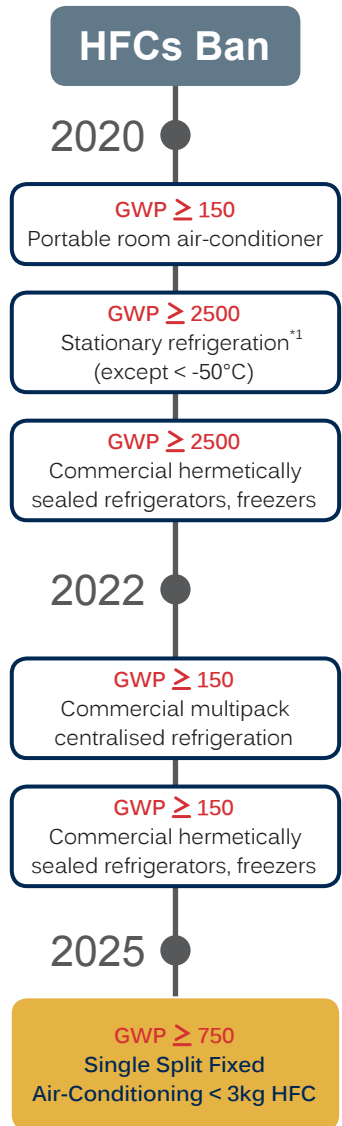 HFCs Ban
2020
GWP ≥ 150
Portable room air-conditioner
GWP ≥ 2500
Stationary refrigeration*1
(except < -50°C)
GWP ≥ 2500
Commercial hermetically
sealed refrigerators, freezers
2022
GWP ≥ 150
Commercial multipack
centralised refrigeration
GWP ≥ 150
Commercial hermetically
sealed refrigerators, freezers
2025
GWP ≥ 750
Single Split Fixed
Air-Conditioning < 3kg HFC